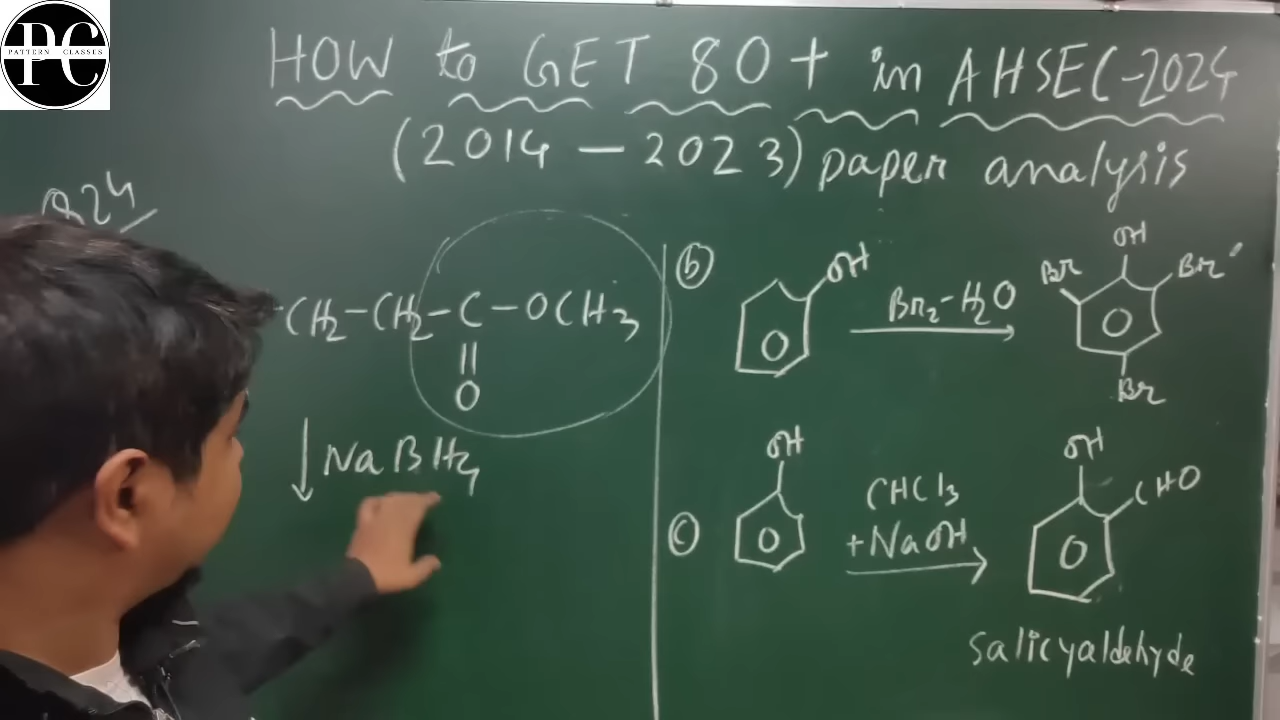 PC
PATTERN CLASSES
HOW to GET 80+ in AHSEC-2024
(2014 – 2023) paper analysis
Q24
-CH2-CH2-C-OCH3
||
O
↓ NaBH4
(b)
OH
O
Br2-H2O
OH
Br
Br
O
Br
(c)
OH
O
CHCl3
+NaOH
OH
CHO
O
salicyaldehyde